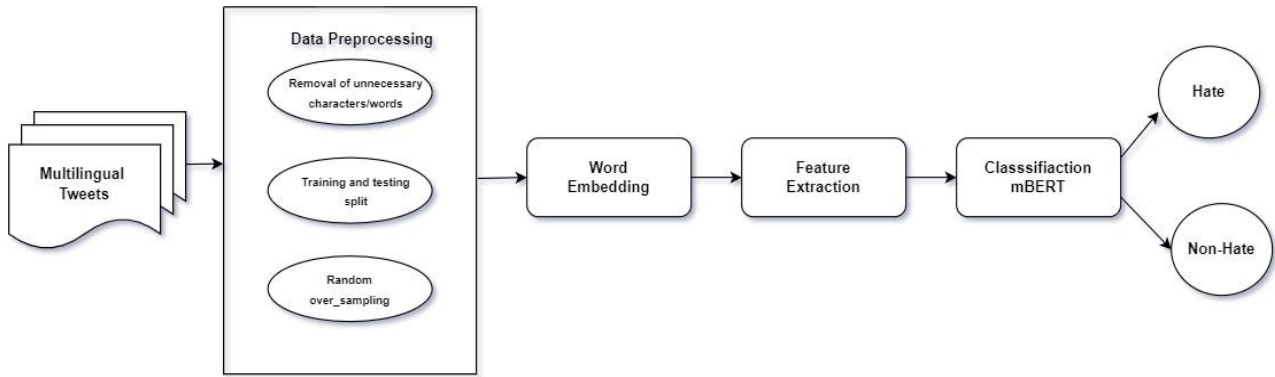 Multilingual
Tweets
Data Preprocessing
Removal of unnecessary
characters/words
Training and testing
split
Random
over_sampling
Word
Embedding
Feature
Extraction
Classsifiaction
mBERT
Hate
Non-Hate